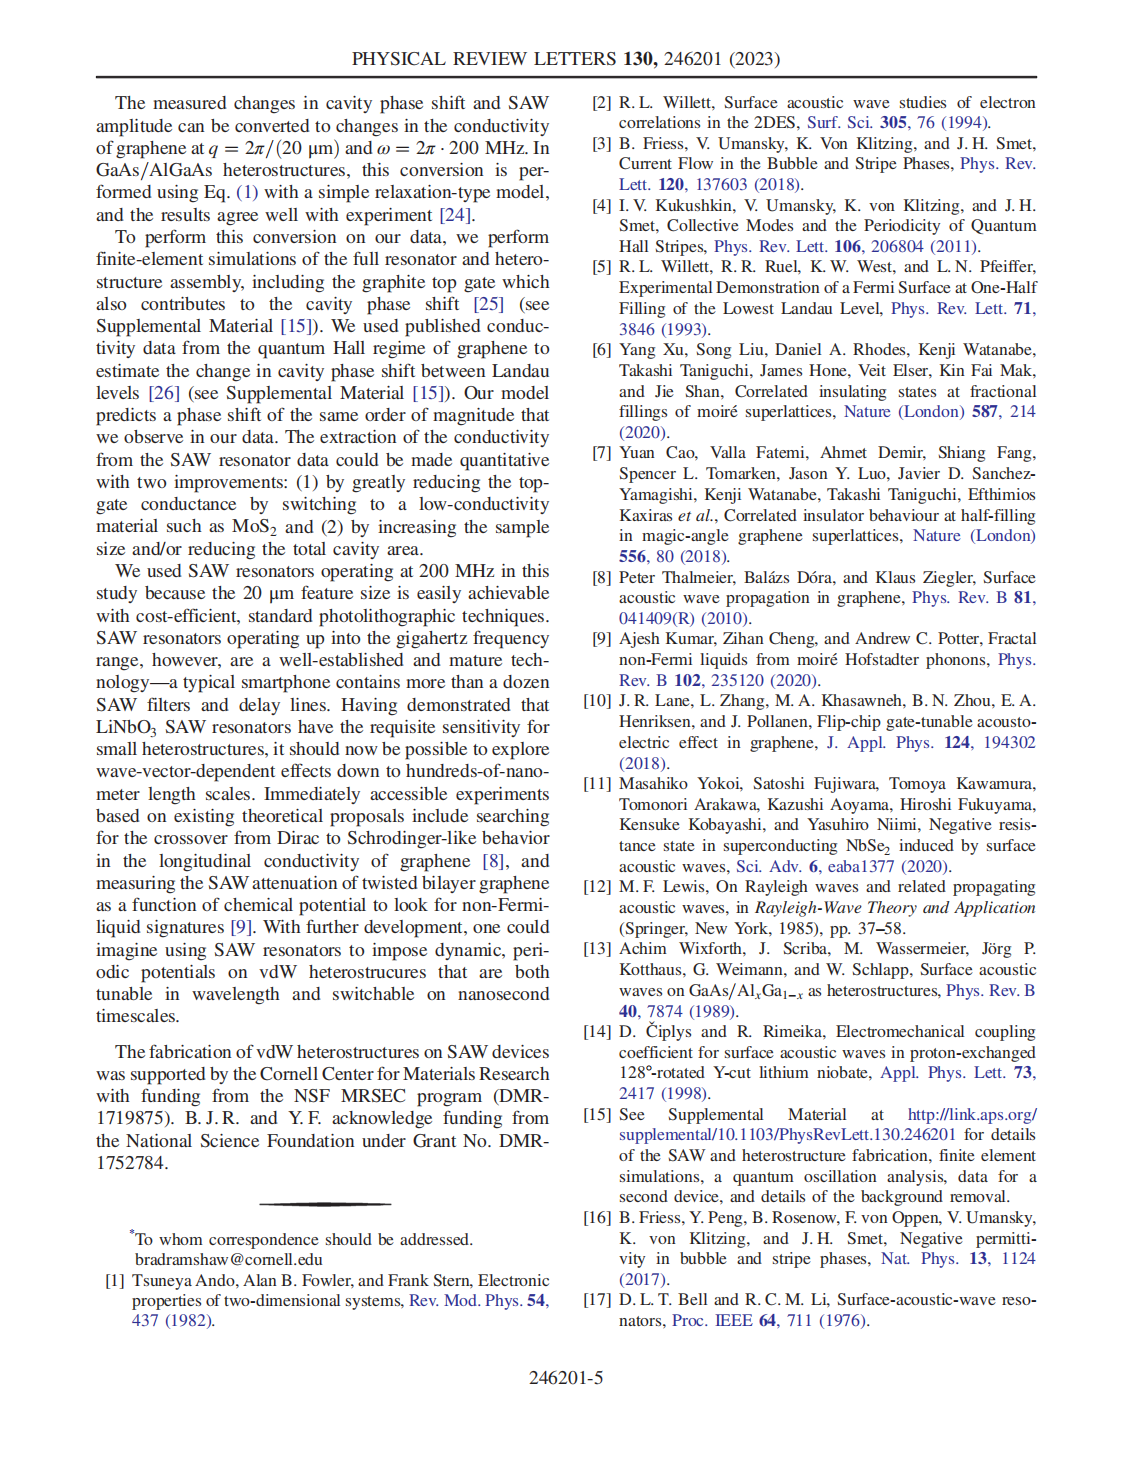 PHYSICAL REVIEW LETTERS 130, 246201 (2023)
The measured changes in cavity phase shift and SAW
amplitude can be converted to changes in the conductivity
of graphene at q = 2π/(20 μm) and ω = 2π · 200 MHz. In
GaAs/AlGaAs heterostructures, this conversion is per-
formed using Eq. (1) with a simple relaxation-type model,
and the results agree well with experiment [24].
To perform this conversion on our data, we perform
finite-element simulations of the full resonator and hetero-
structure assembly, including the graphite top gate which
also contributes to the cavity phase shift [25] (see
Supplemental Material [15]). We used published conduc-
tivity data from the quantum Hall regime of graphene to
estimate the change in cavity phase shift between Landau
levels [26] (see Supplemental Material [15]). Our model
predicts a phase shift of the same order of magnitude that
we observe in our data. The extraction of the conductivity
from the SAW resonator data could be made quantitative
with two improvements: (1) by greatly reducing the top-
gate conductance by switching to a low-conductivity
material such as MoS₂ and (2) by increasing the sample
size and/or reducing the total cavity area.
We used SAW resonators operating at 200 MHz in this
study because the 20 μm feature size is easily achievable
with cost-efficient, standard photolithographic techniques.
SAW resonators operating up into the gigahertz frequency
range, however, are a well-established and mature tech-
nology—a typical smartphone contains more than a dozen
SAW filters and delay lines. Having demonstrated that
LiNbO₃ SAW resonators have the requisite sensitivity for
small heterostructures, it should now be possible to explore
wave-vector-dependent effects down to hundreds-of-nano-
meter length scales. Immediately accessible experiments
based on existing theoretical proposals include searching
for the crossover from Dirac to Schrodinger-like behavior
in the longitudinal conductivity of graphene [8], and
measuring the SAW attenuation of twisted bilayer graphene
as a function of chemical potential to look for non-Fermi-
liquid signatures [9]. With further development, one could
imagine using SAW resonators to impose dynamic, peri-
odic potentials on vdW heterostrucures that are both
tunable in wavelength and switchable on nanosecond
timescales.
The fabrication of vdW heterostructures on SAW devices
was supported by the Cornell Center for Materials Research
with funding from the NSF MRSEC program (DMR-
1719875). B. J. R. and Y. F. acknowledge funding from
the National Science Foundation under Grant No. DMR-
1752784.
*To whom correspondence should be addressed.
bradramshaw@cornell.edu
[1] Tsuneya Ando, Alan B. Fowler, and Frank Stern, Electronic
properties of two-dimensional systems, Rev. Mod. Phys. 54,
437 (1982).
[2] R. L. Willett, Surface acoustic wave studies of electron
correlations in the 2DES, Surf. Sci. 305, 76 (1994).
[3] B. Friess, V. Umansky, K. Von Klitzing, and J. H. Smet,
Current Flow in the Bubble and Stripe Phases, Phys. Rev.
Lett. 120, 137603 (2018).
[4] I. V. Kukushkin, V. Umansky, K. von Klitzing, and J. H.
Smet, Collective Modes and the Periodicity of Quantum
Hall Stripes, Phys. Rev. Lett. 106, 206804 (2011).
[5] R. L. Willett, R. R. Ruel, K. W. West, and L. N. Pfeiffer,
Experimental Demonstration of a Fermi Surface at One-Half
Filling of the Lowest Landau Level, Phys. Rev. Lett. 71,
3846 (1993).
[6] Yang Xu, Song Liu, Daniel A. Rhodes, Kenji Watanabe,
Takashi Taniguchi, James Hone, Veit Elser, Kin Fai Mak,
and Jie Shan, Correlated insulating states at fractional
fillings of moiré superlattices, Nature (London) 587, 214
(2020).
[7] Yuan Cao, Valla Fatemi, Ahmet Demir, Shiang Fang,
Spencer L. Tomarken, Jason Y. Luo, Javier D. Sanchez-
Yamagishi, Kenji Watanabe, Takashi Taniguchi, Efthimios
Kaxiras et al., Correlated insulator behaviour at half-filling
in magic-angle graphene superlattices, Nature (London)
556, 80 (2018).
[8] Peter Thalmeier, Balázs Dóra, and Klaus Ziegler, Surface
acoustic wave propagation in graphene, Phys. Rev. B 81,
041409(R) (2010).
[9] Ajesh Kumar, Zihan Cheng, and Andrew C. Potter, Fractal
non-Fermi liquids from moiré Hofstadter phonons, Phys.
Rev. B 102, 235120 (2020).
[10] J. R. Lane, L. Zhang, M. A. Khasawneh, B. N. Zhou, E. A.
Henriksen, and J. Pollanen, Flip-chip gate-tunable acousto-
electric effect in graphene, J. Appl. Phys. 124, 194302
(2018).
[11] Masahiko Yokoi, Satoshi Fujiwara, Tomoya Kawamura,
Tomonori Arakawa, Kazushi Aoyama, Hiroshi Fukuyama,
Kensuke Kobayashi, and Yasuhiro Niimi, Negative resis-
tance state in superconducting NbSe₂ induced by surface
acoustic waves, Sci. Adv. 6, eaba1377 (2020).
[12] M. F. Lewis, On Rayleigh waves and related propagating
acoustic waves, in Rayleigh-Wave Theory and Application
(Springer, New York, 1985), pp. 37–58.
[13] Achim Wixforth, J. Scriba, M. Wassermeier, Jörg P.
Kotthaus, G. Weimann, and W. Schlapp, Surface acoustic
waves on GaAs/AlₓGa₁₋ₓ as heterostructures, Phys. Rev. B
40, 7874 (1989).
[14] D. Čiplys and R. Rimeika, Electromechanical coupling
coefficient for surface acoustic waves in proton-exchanged
128°-rotated Y-cut lithium niobate, Appl. Phys. Lett. 73,
2417 (1998).
[15] See Supplemental Material at http://link.aps.org/
supplemental/10.1103/PhysRevLett.130.246201 for details
of the SAW and heterostructure fabrication, finite element
simulations, a quantum oscillation analysis, data for a
second device, and details of the background removal.
[16] B. Friess, Y. Peng, B. Rosenow, F. von Oppen, V. Umansky,
K. von Klitzing, and J. H. Smet, Negative permitti-
vity in bubble and stripe phases, Nat. Phys. 13, 1124
(2017).
[17] D. L. T. Bell and R. C. M. Li, Surface-acoustic-wave reso-
nators, Proc. IEEE 64, 711 (1976).
246201-5